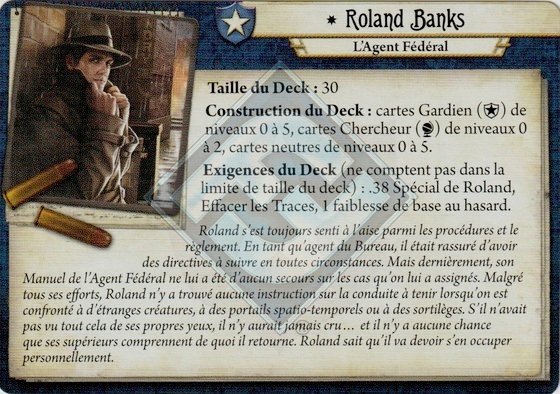 Roland Banks
L'Agent Fédéral
Taille du Deck : 30
Construction du Deck : cartes Gardien () de
niveaux 0 à 5, cartes Chercheur () de niveaux 0
à 2, cartes neutres de niveaux 0 à 5.
Exigences du Deck (ne comptent pas dans la
limite de taille du deck) : .38 Spécial de Roland,
Effacer les Traces, 1 faiblesse de base au hasard.
Roland s'est toujours senti à l'aise parmi les procédures et le
règlement. En tant qu'agent du Bureau, il était rassuré d'avoir
des directives à suivre en toutes circonstances. Mais dernièrement, son
Manuel de l'Agent Fédéral ne lui a été d'aucun secours sur les cas qu'on lui a assignés. Malgré
tous ses efforts, Roland n'y a trouvé aucune instruction sur la conduite à tenir lorsqu'on est
confronté à d'étranges créatures, à des portails spatio-temporels ou à des sortilèges. S'il n'avait
pas vu tout cela de ses propres yeux, il n'y aurait jamais cru... et il n'y a aucune chance
que ses supérieurs comprennent de quoi il retourne. Roland sait qu'il va devoir s'en occuper
personnellement.